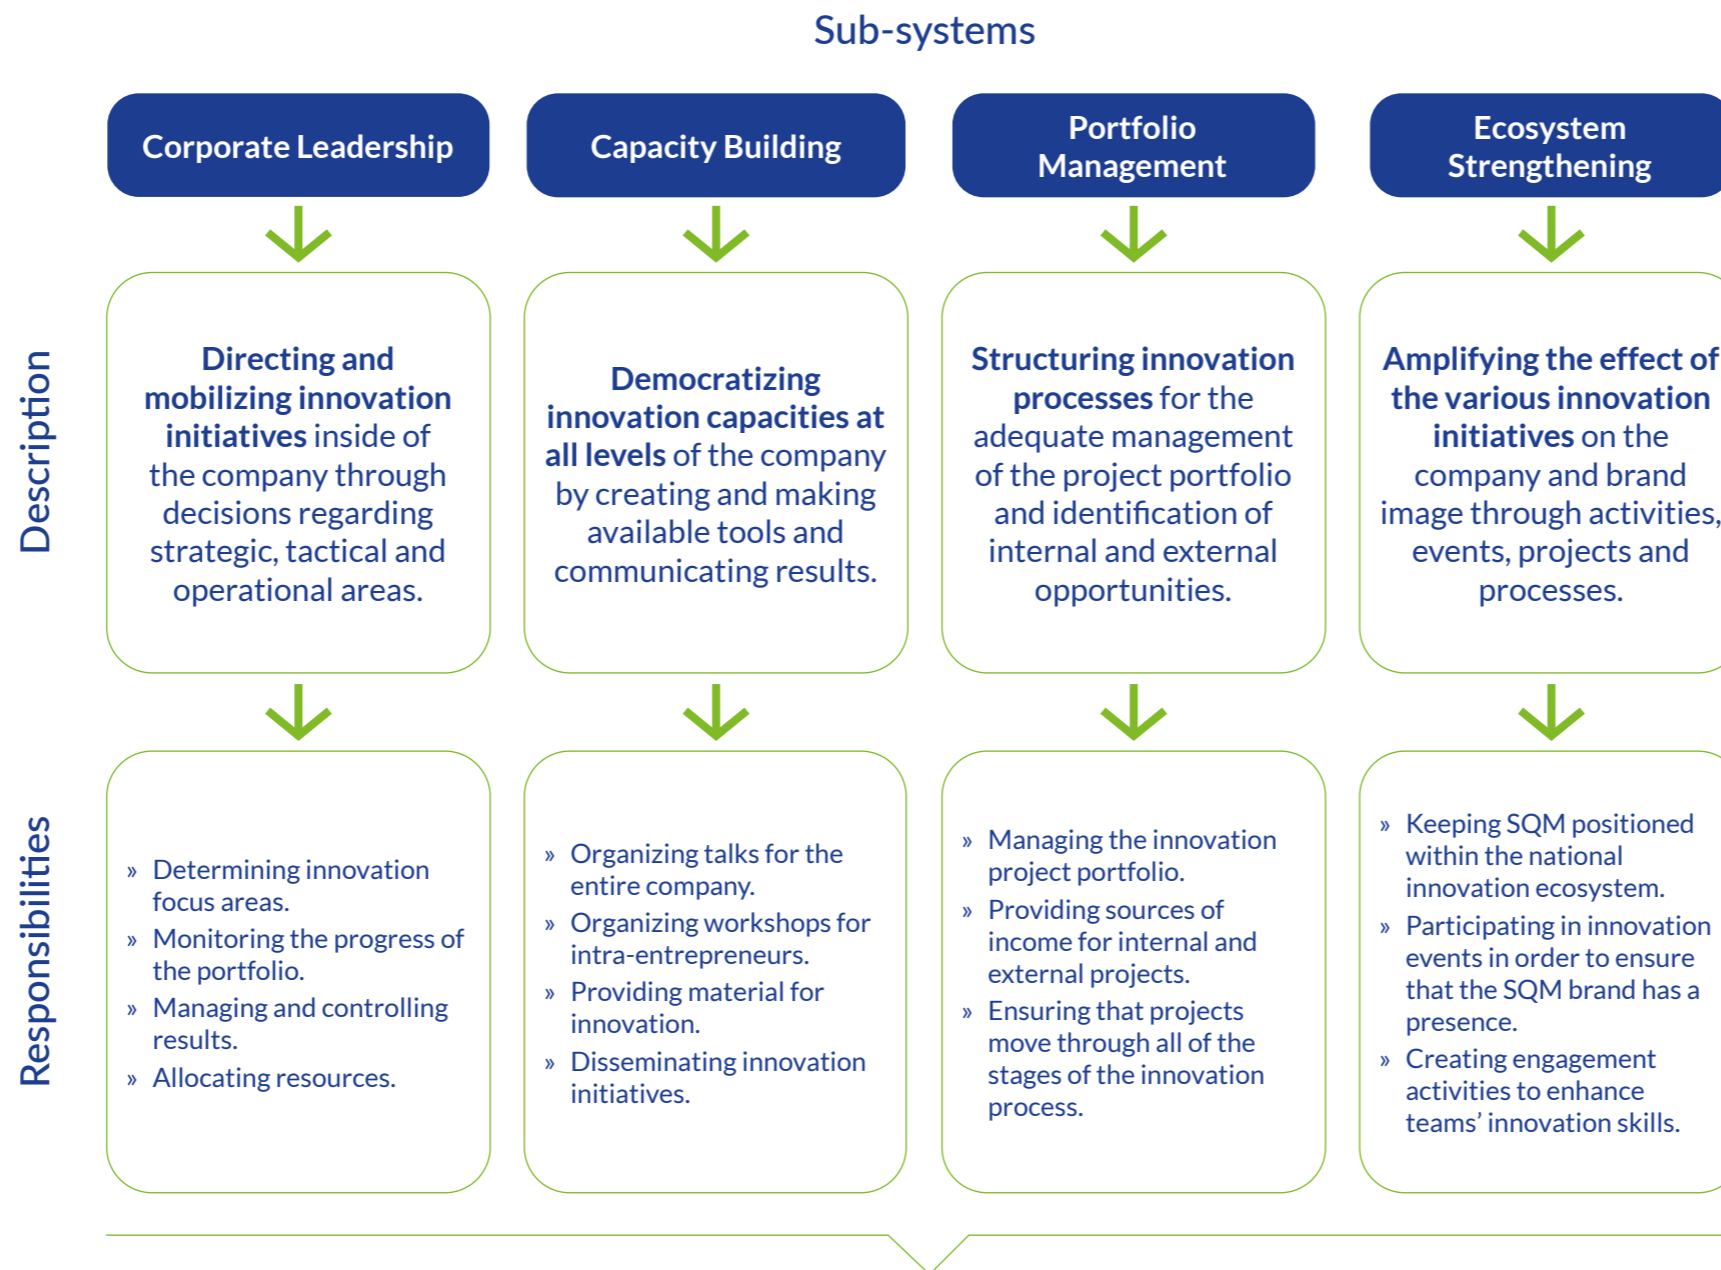 Sub-systems
Corporate Leadership
Capacity Building
Portfolio
Management
Ecosystem
Strengthening
Description
Directing and
mobilizing innovation
initiatives inside of
the company through
decisions regarding
strategic, tactical and
operational areas.
Democratizing
innovation capacities at
all levels of the company
by creating and making
available tools and
communicating results.
Structuring innovation
processes for the
adequate management
of the project portfolio
and identification of
internal and external
opportunities.
Amplifying the effect of
the various innovation
initiatives on the
company and brand
image through activities,
events, projects and
processes.
Responsibilities
» Determining innovation
focus areas.
» Monitoring the progress of
the portfolio.
» Managing and controlling
results.
» Allocating resources.
» Organizing talks for the
entire company.
» Organizing workshops for
intra-entrepreneurs.
» Providing material for
innovation.
» Disseminating innovation
initiatives.
» Managing the innovation
project portfolio.
» Providing sources of
income for internal and
external projects.
» Ensuring that projects
move through all of the
stages of the innovation
process.
» Keeping SQM positioned
within the national
innovation ecosystem.
» Participating in innovation
events in order to ensure
that the SQM brand has a
presence.
» Creating engagement
activities to enhance
teams’ innovation skills.